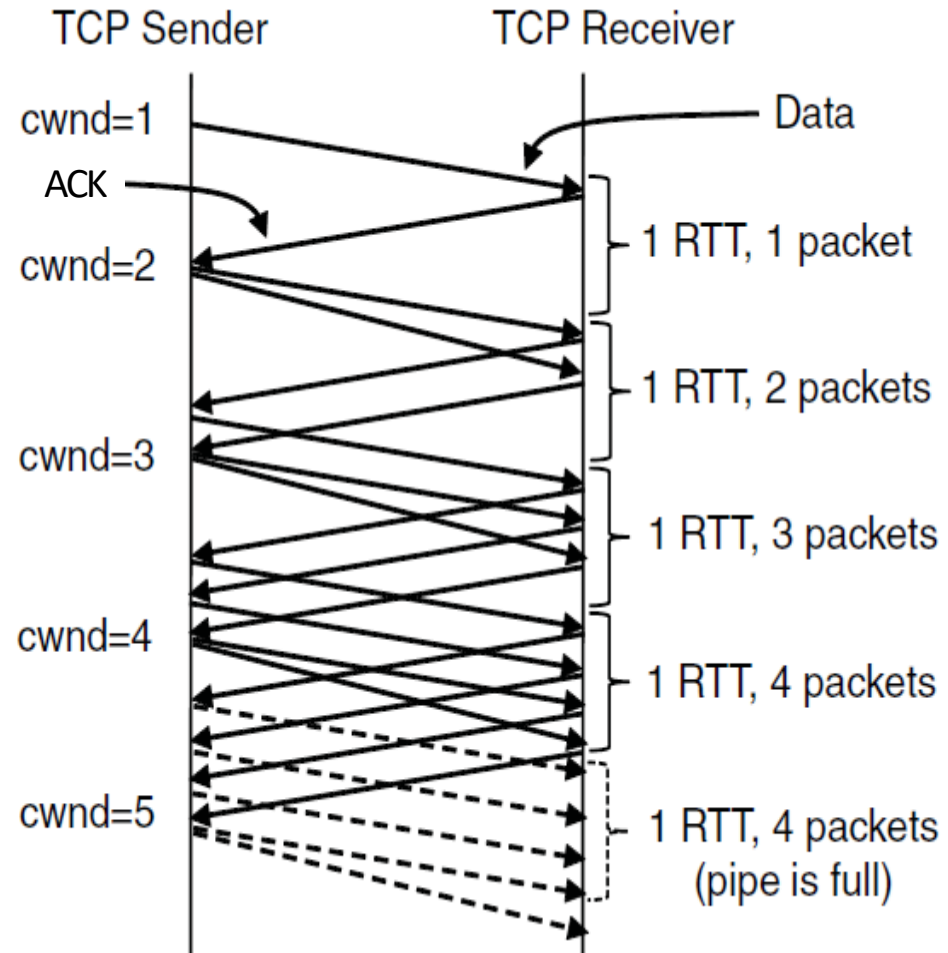 TCP Sender
TCP Receiver
cwnd=1
Data
ACK
1 RTT, 1 packet
cwnd=2
1 RTT, 2 packets
cwnd=3
1 RTT, 3 packets
cwnd=4
1 RTT, 4 packets
cwnd=5
1 RTT, 4 packets
(pipe is full)